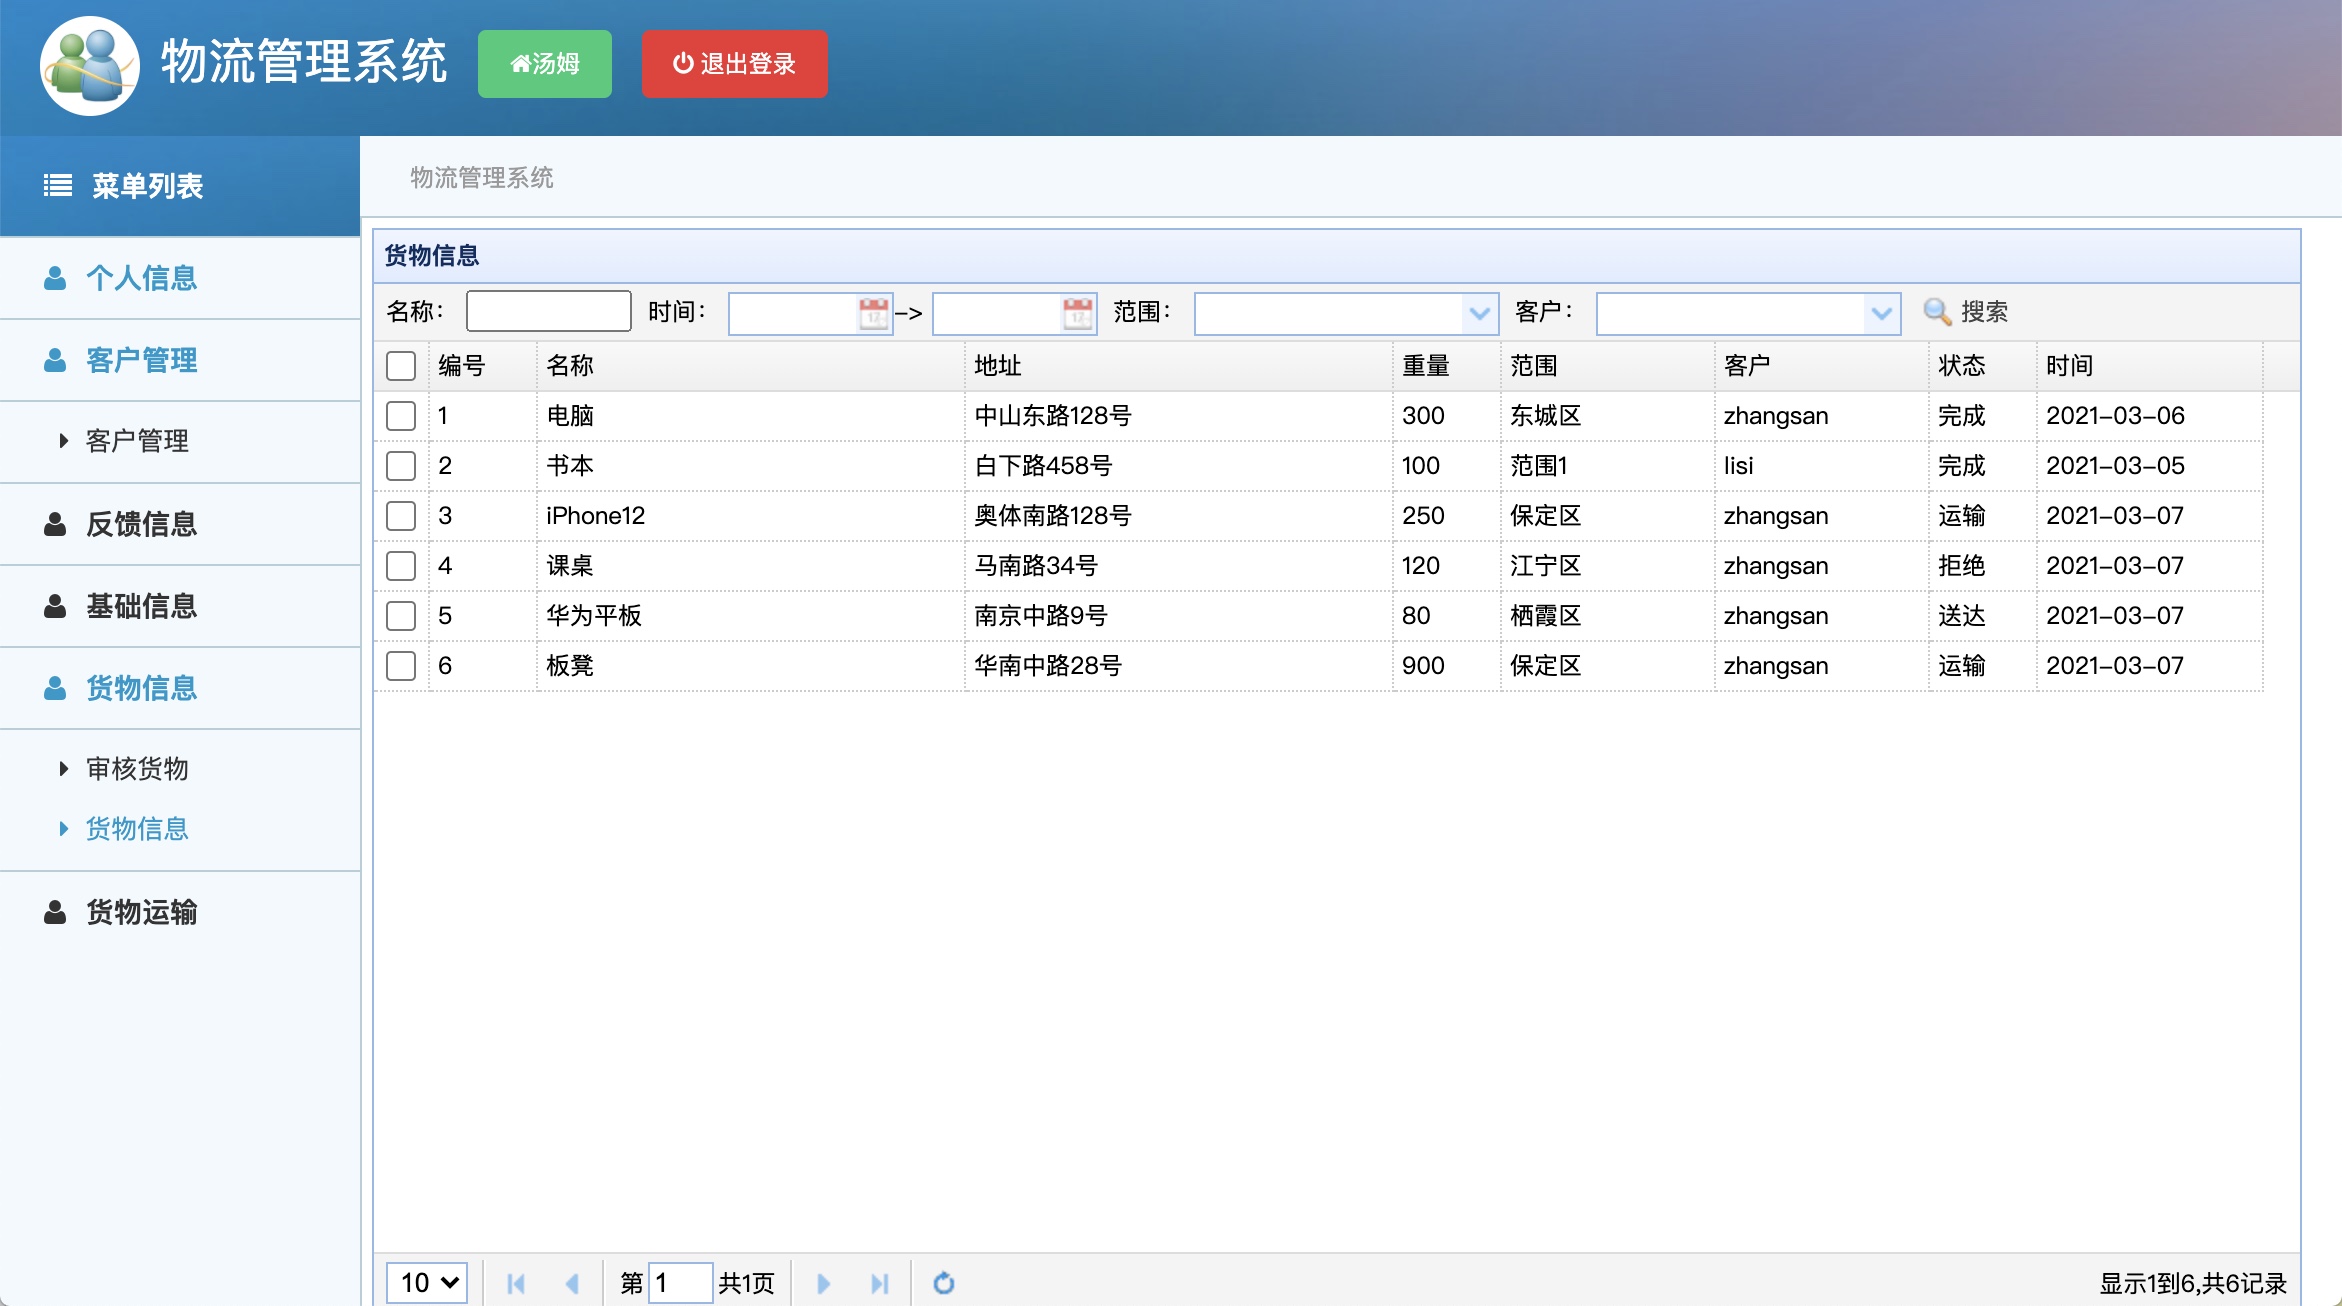 物流管理系统 汤姆 退出登录
菜单列表
个人信息
客户管理
客户管理
反馈信息
基础信息
货物信息
审核货物
货物信息
货物运输
物流管理系统
货物信息
名称： 时间： -> 范围： 客户： 搜索
编号 名称 地址 重量 范围 客户 状态 时间
1 电脑 中山东路128号 300 东城区 zhangsan 完成 2021-03-06
2 书本 白下路458号 100 范围1 lisi 完成 2021-03-05
3 iPhone12 奥体南路128号 250 保定区 zhangsan 运输 2021-03-07
4 课桌 马南路34号 120 江宁区 zhangsan 拒绝 2021-03-07
5 华为平板 南京中路9号 80 栖霞区 zhangsan 送达 2021-03-07
6 板凳 华南中路28号 900 保定区 zhangsan 运输 2021-03-07
10 第 1 共1页 显示1到6,共6记录